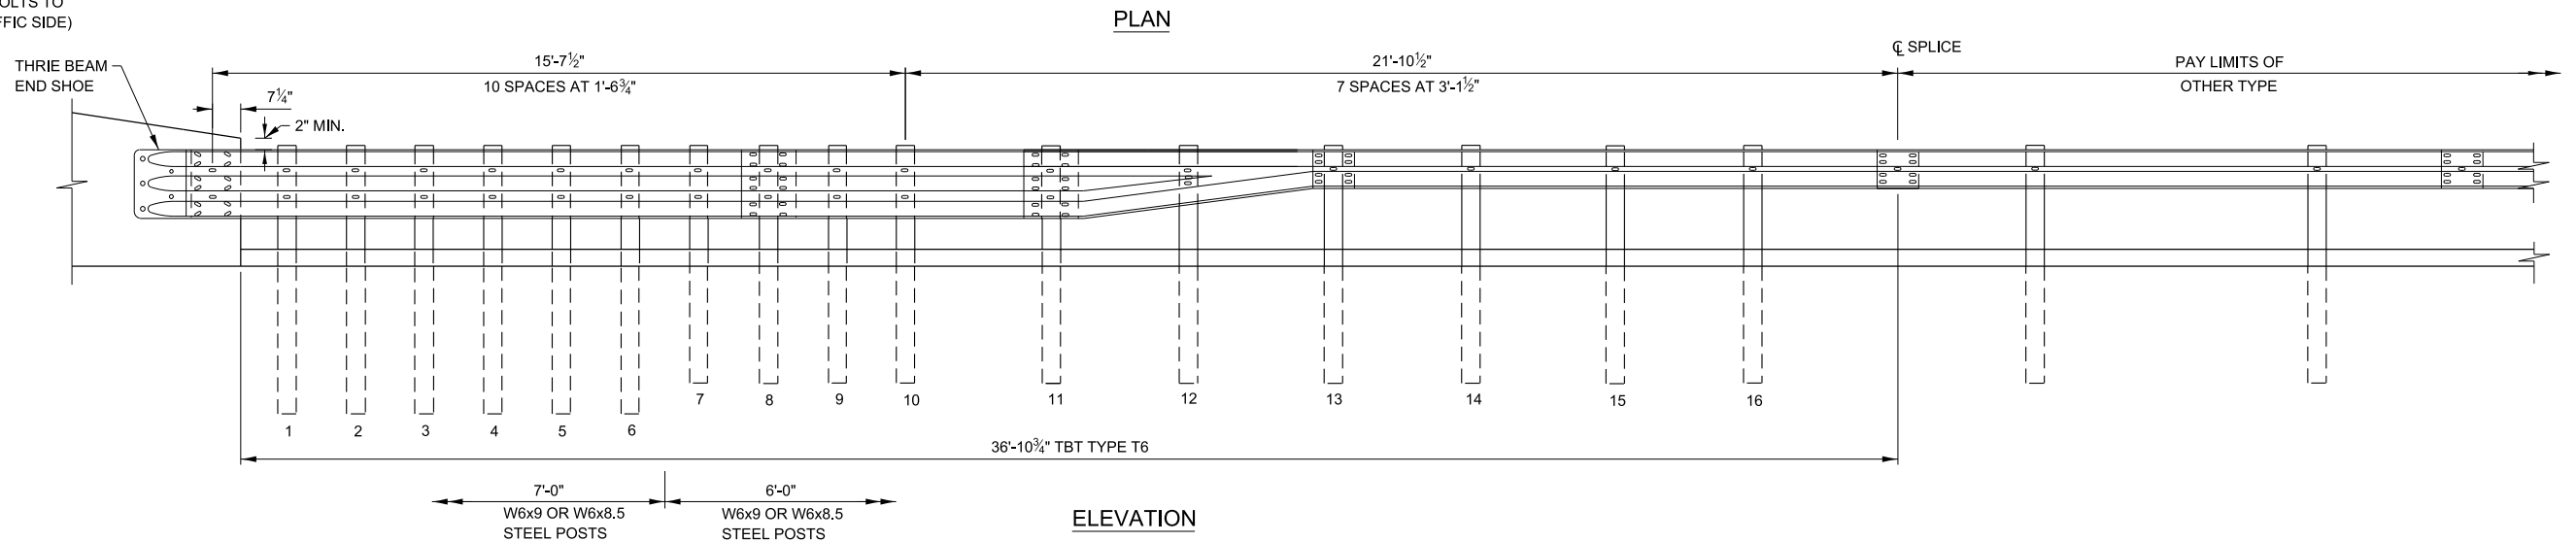 OLTS TO
FFIC SIDE)
PLAN
THRIE BEAM
END SHOE
15'-7½"
10 SPACES AT 1'-6¾"
21'-10½"
7 SPACES AT 3'-1½"
℄ SPLICE
PAY LIMITS OF
OTHER TYPE
7¼"
2" MIN.
1 2 3 4 5 6 7 8 9 10 11 12 13 14 15 16
36'-10¾" TBT TYPE T6
7'-0"
W6x9 OR W6x8.5
STEEL POSTS
6'-0"
W6x9 OR W6x8.5
STEEL POSTS
ELEVATION